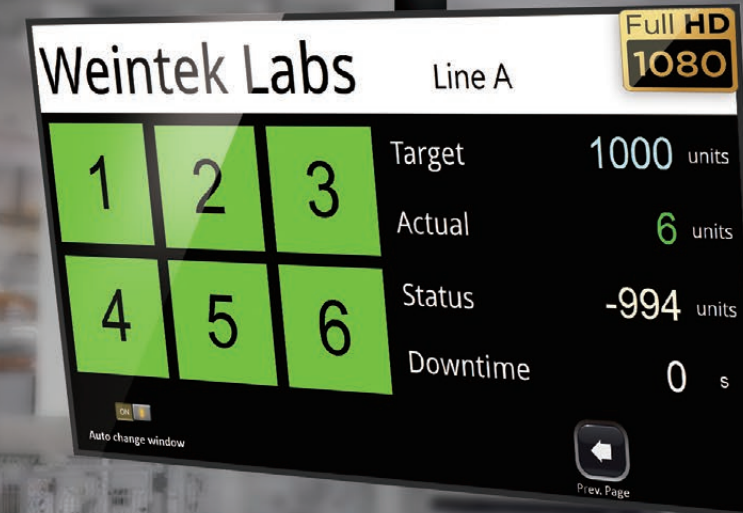 Weintek Labs
Line A
Full HD
1080
1 2 3
4 5 6
Target 1000 units
Actual 6 units
Status -994 units
Downtime 0 s
ON
Auto change window
Prev. Page